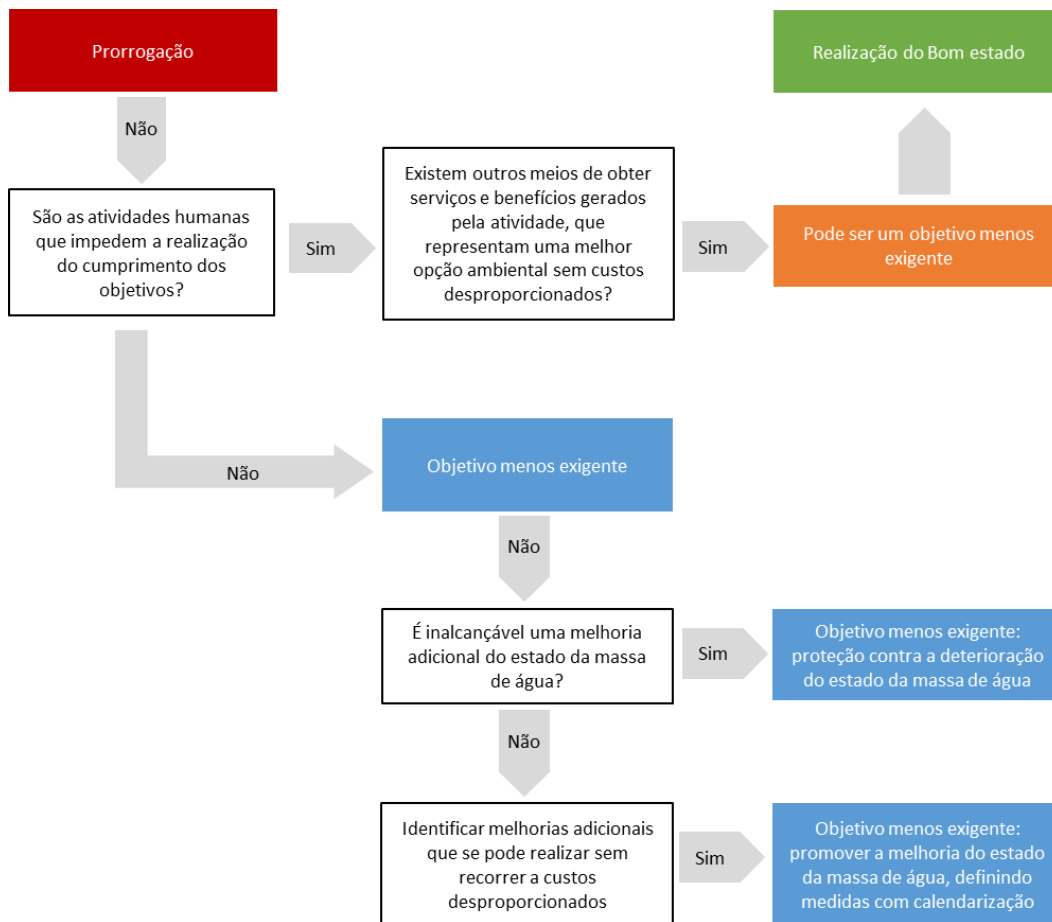 Prorrogação
Realização do Bom estado
Não
São as atividades humanas
que impedem a realização
do cumprimento dos
objetivos?
Sim
Existem outros meios de obter
serviços e benefícios gerados
pela atividade, que
representam uma melhor
opção ambiental sem custos
desproporcionados?
Sim
Pode ser um objetivo menos
exigente
Não
Objetivo menos exigente
Não
É inalcançável uma melhoria
adicional do estado da massa
de água?
Sim
Objetivo menos exigente:
proteção contra a deterioração
do estado da massa de água
Não
Identificar melhorias adicionais
que se pode realizar sem
recorrer a custos
desproporcionados
Sim
Objetivo menos exigente:
promover a melhoria do estado
da massa de água, definindo
medidas com calendarização